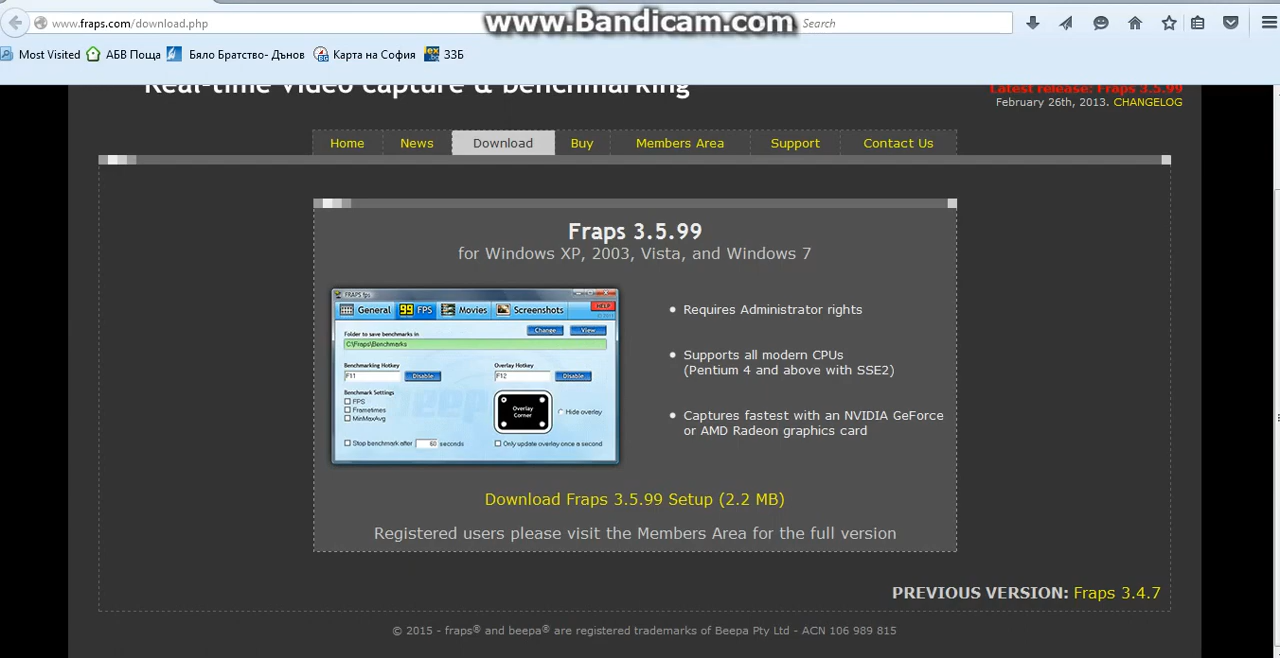 www.Bandicam.com
www.fraps.com/download.php
Search
Most Visited АБВ Поща Бяло Братство- Дънов Карта на София ЗЗБ
Real-time video capture & benchmarking
Latest release: Fraps 3.5.99
February 26th, 2013. CHANGELOG
Home News Download Buy Members Area Support Contact Us
Fraps 3.5.99
for Windows XP, 2003, Vista, and Windows 7
FRAPS fps
General 99 FPS Movies Screenshots HELP
Folder to save benchmarks in Change View
C:\Fraps\Benchmarks
Benchmarking Hotkey Overlay Hotkey
F11 Disable F12 Disable
Benchmark Settings
FPS
Frametimes
MinMaxAvg
Overlay
Corner
Hide overlay
Stop benchmark after 60 seconds Only update overlay once a second
Requires Administrator rights
Supports all modern CPUs
(Pentium 4 and above with SSE2)
Captures fastest with an NVIDIA GeForce
or AMD Radeon graphics card
Download Fraps 3.5.99 Setup (2.2 MB)
Registered users please visit the Members Area for the full version
PREVIOUS VERSION: Fraps 3.4.7
© 2015 - fraps® and beepa® are registered trademarks of Beepa Pty Ltd - ACN 106 989 815